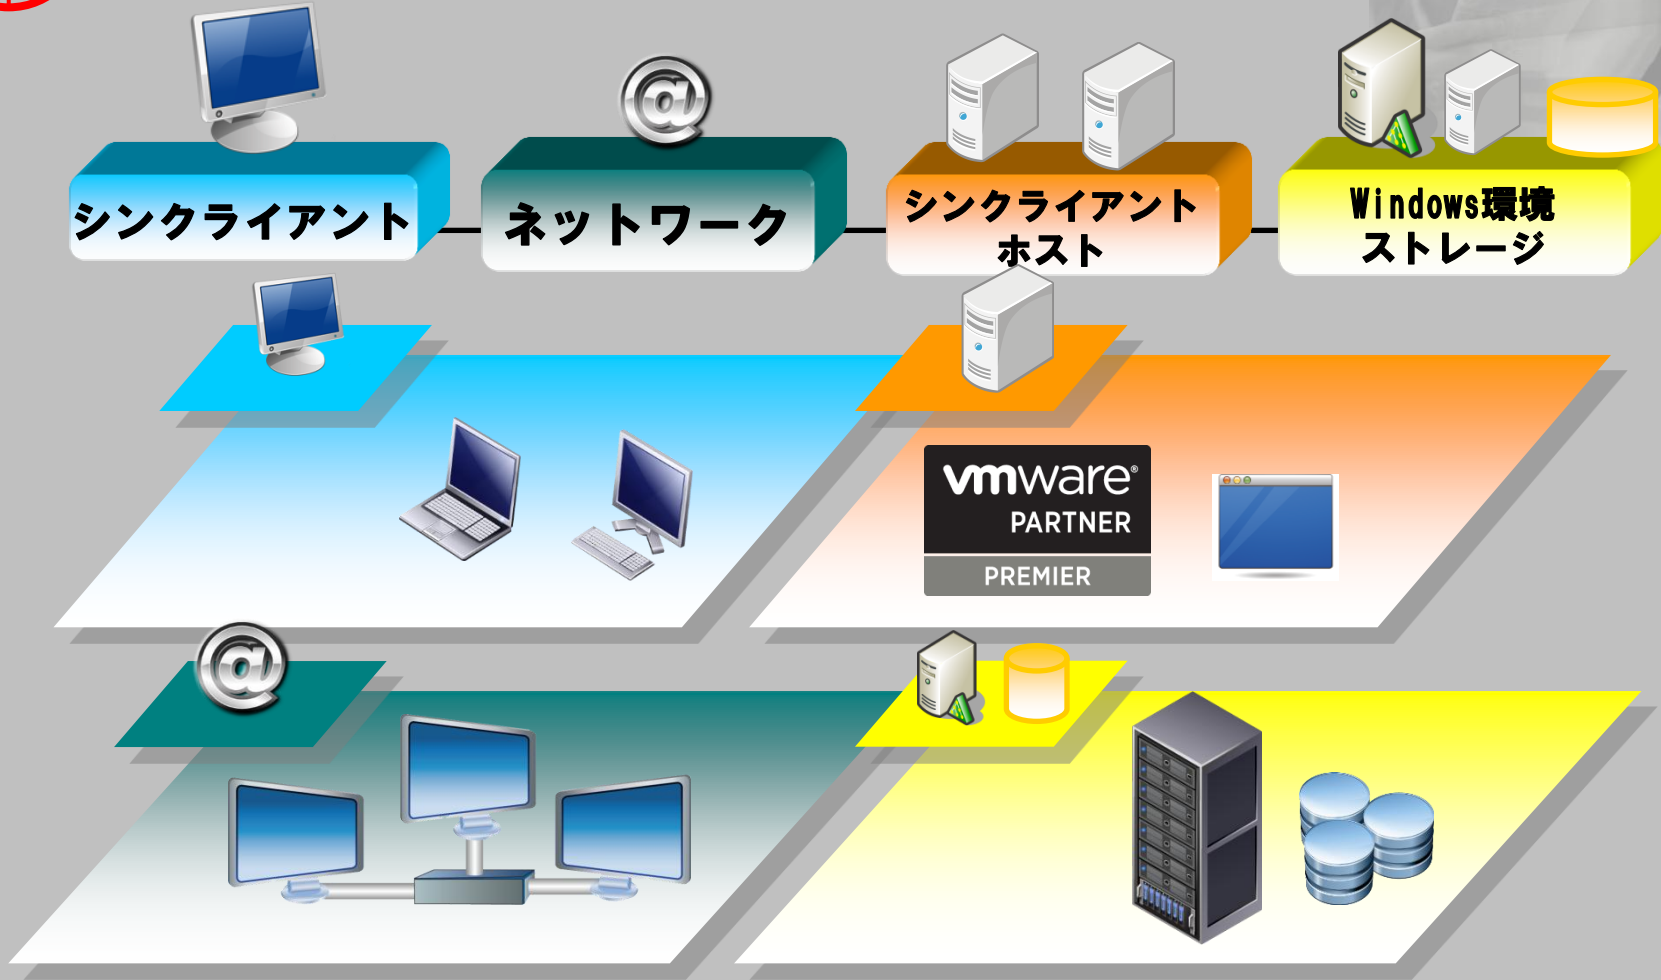 シンクライアント
ネットワーク
シンクライアント
ホスト
Windows環境
ストレージ
vmware®
PARTNER
PREMIER